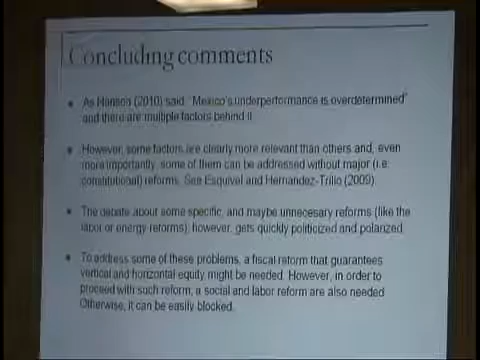 Concluding comments
• As Hanson (2010) said "Mexico's underperformance is overdetermined"
and there are multiple factors behind it.
• However, some factors are clearly more relevant than others and, even
more importantly, some of them can be addressed without major (i.e.
constitutional) reforms. See Esquivel and Hernandez-Trillo (2009).
• The debate about some specific, and maybe unnecessary reforms (like the
labor or energy reforms), however, gets quickly politicized and polarized.
• To address some of these problems, a fiscal reform that guarantees
vertical and horizontal equity might be needed. However, in order to
proceed with such reform, a social and labor reform are also needed.
Otherwise, it can be easily blocked.